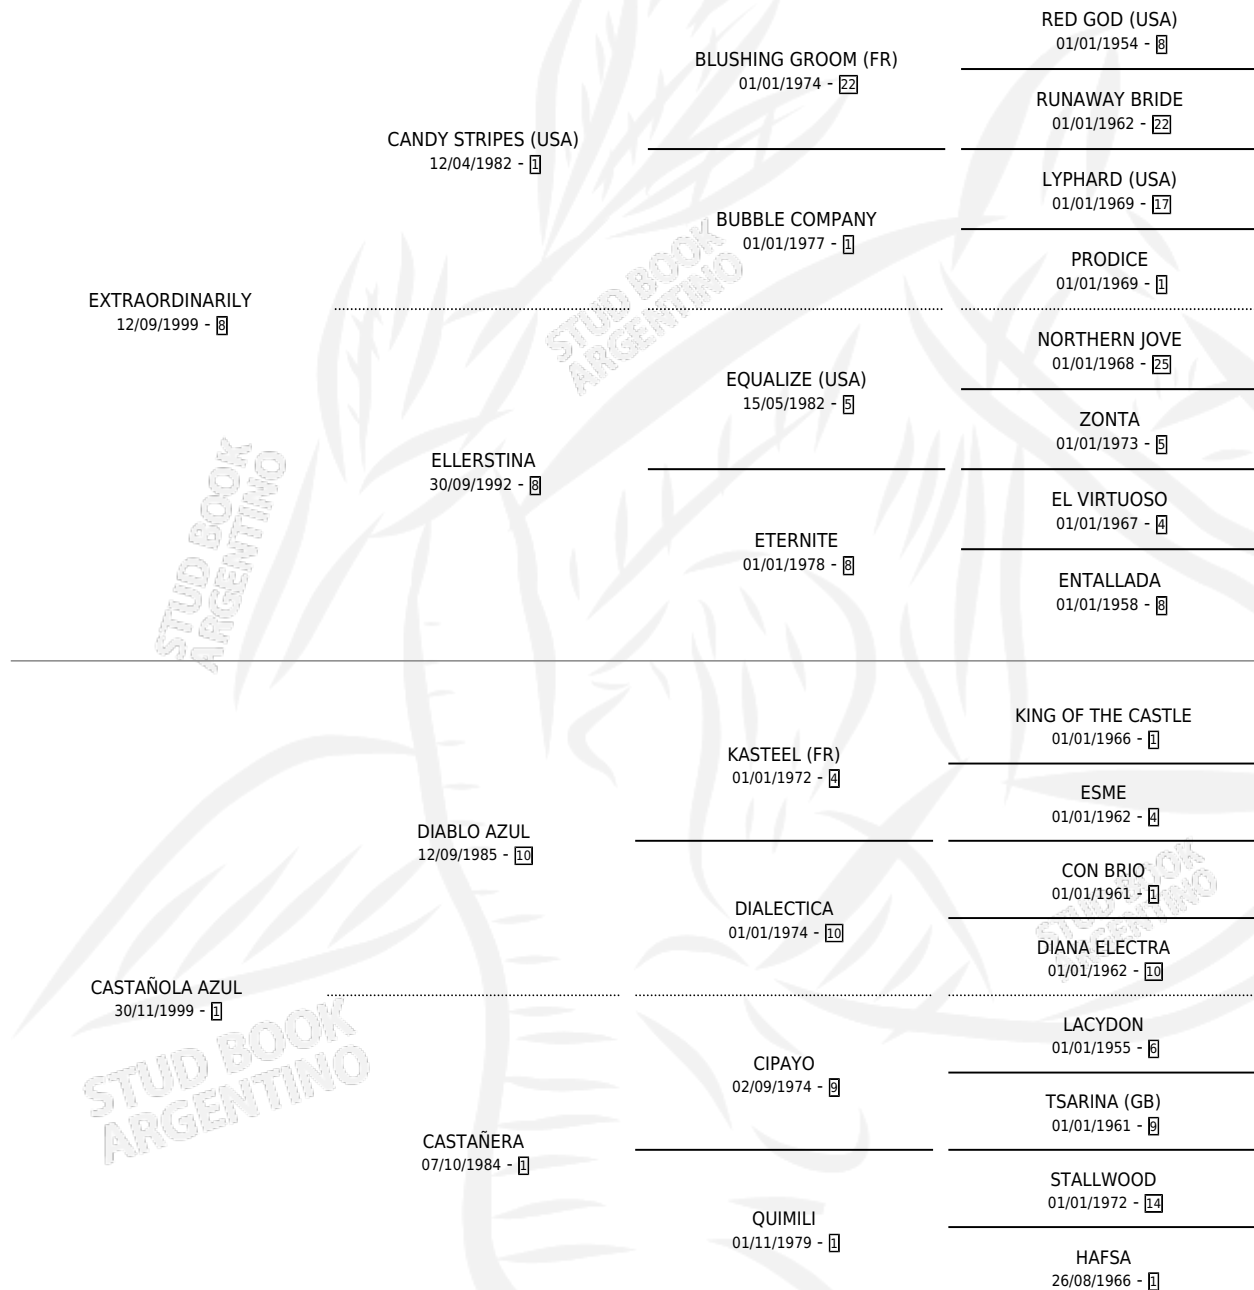 RED GOD (USA)
01/01/1954 - 8
BLUSHING GROOM (FR)
01/01/1974 - 22
RUNAWAY BRIDE
01/01/1962 - 22
CANDY STRIPES (USA)
12/04/1982 - 1
LYPHARD (USA)
01/01/1969 - 17
BUBBLE COMPANY
01/01/1977 - 1
PRODICE
01/01/1969 - 1
EXTRAORDINARILY
12/09/1999 - 8
STUD BOOK
ARGENTINO
NORTHERN JOVE
01/01/1968 - 25
EQUALIZE (USA)
15/05/1982 - 5
ZONTA
01/01/1973 - 5
ELLERSTINA
30/09/1992 - 8
EL VIRTUOSO
01/01/1967 - 4
ETERNITE
01/01/1978 - 8
ENTALLADA
01/01/1958 - 8
STUD BOOK
ARGENTINO
KING OF THE CASTLE
01/01/1966 - 1
KASTEEL (FR)
01/01/1972 - 4
ESME
01/01/1962 - 4
DIABLO AZUL
12/09/1985 - 10
CON BRIO
01/01/1961 - 1
DIALECTICA
01/01/1974 - 10
DIANA ELECTRA
01/01/1962 - 10
STUD BOOK
ARGENTINO
CASTAÑOLA AZUL
30/11/1999 - 1
LACYDON
01/01/1955 - 6
CIPAYO
02/09/1974 - 9
TSARINA (GB)
01/01/1961 - 9
STUD BOOK
ARGENTINO
CASTAÑERA
07/10/1984 - 1
STALLWOOD
01/01/1972 - 14
QUIMILI
01/11/1979 - 1
HAFSA
26/08/1966 - 1